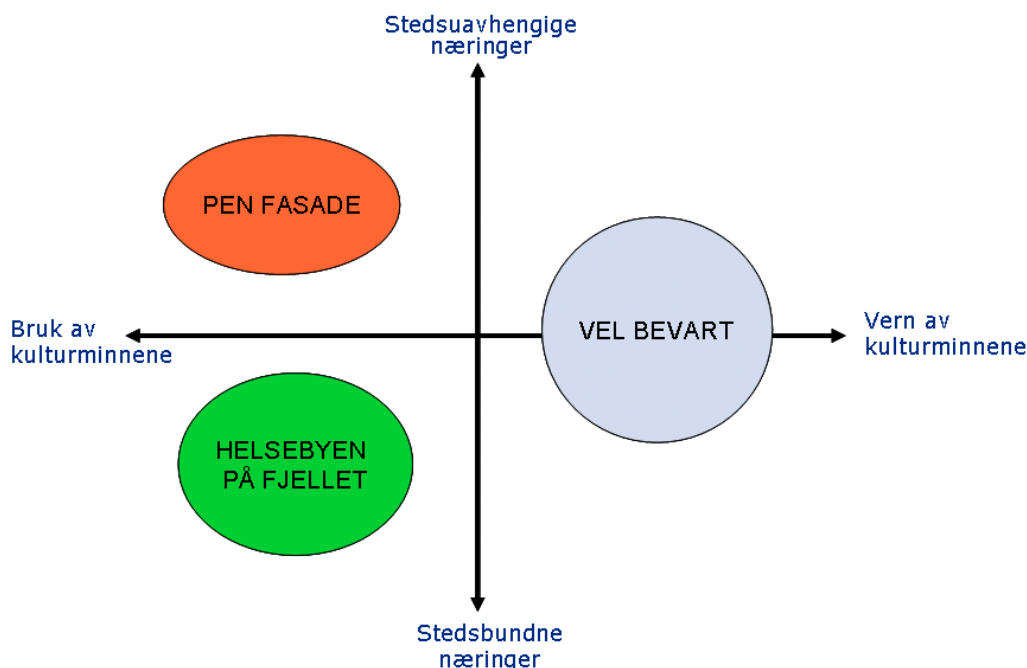 Stedsuavhengige
næringer
PEN FASADE
Bruk av
kulturminnene
VEL BEVART
Vern av
kulturminnene
HELSEBYEN
PÅ FJELLET
Stedsbundne
næringer